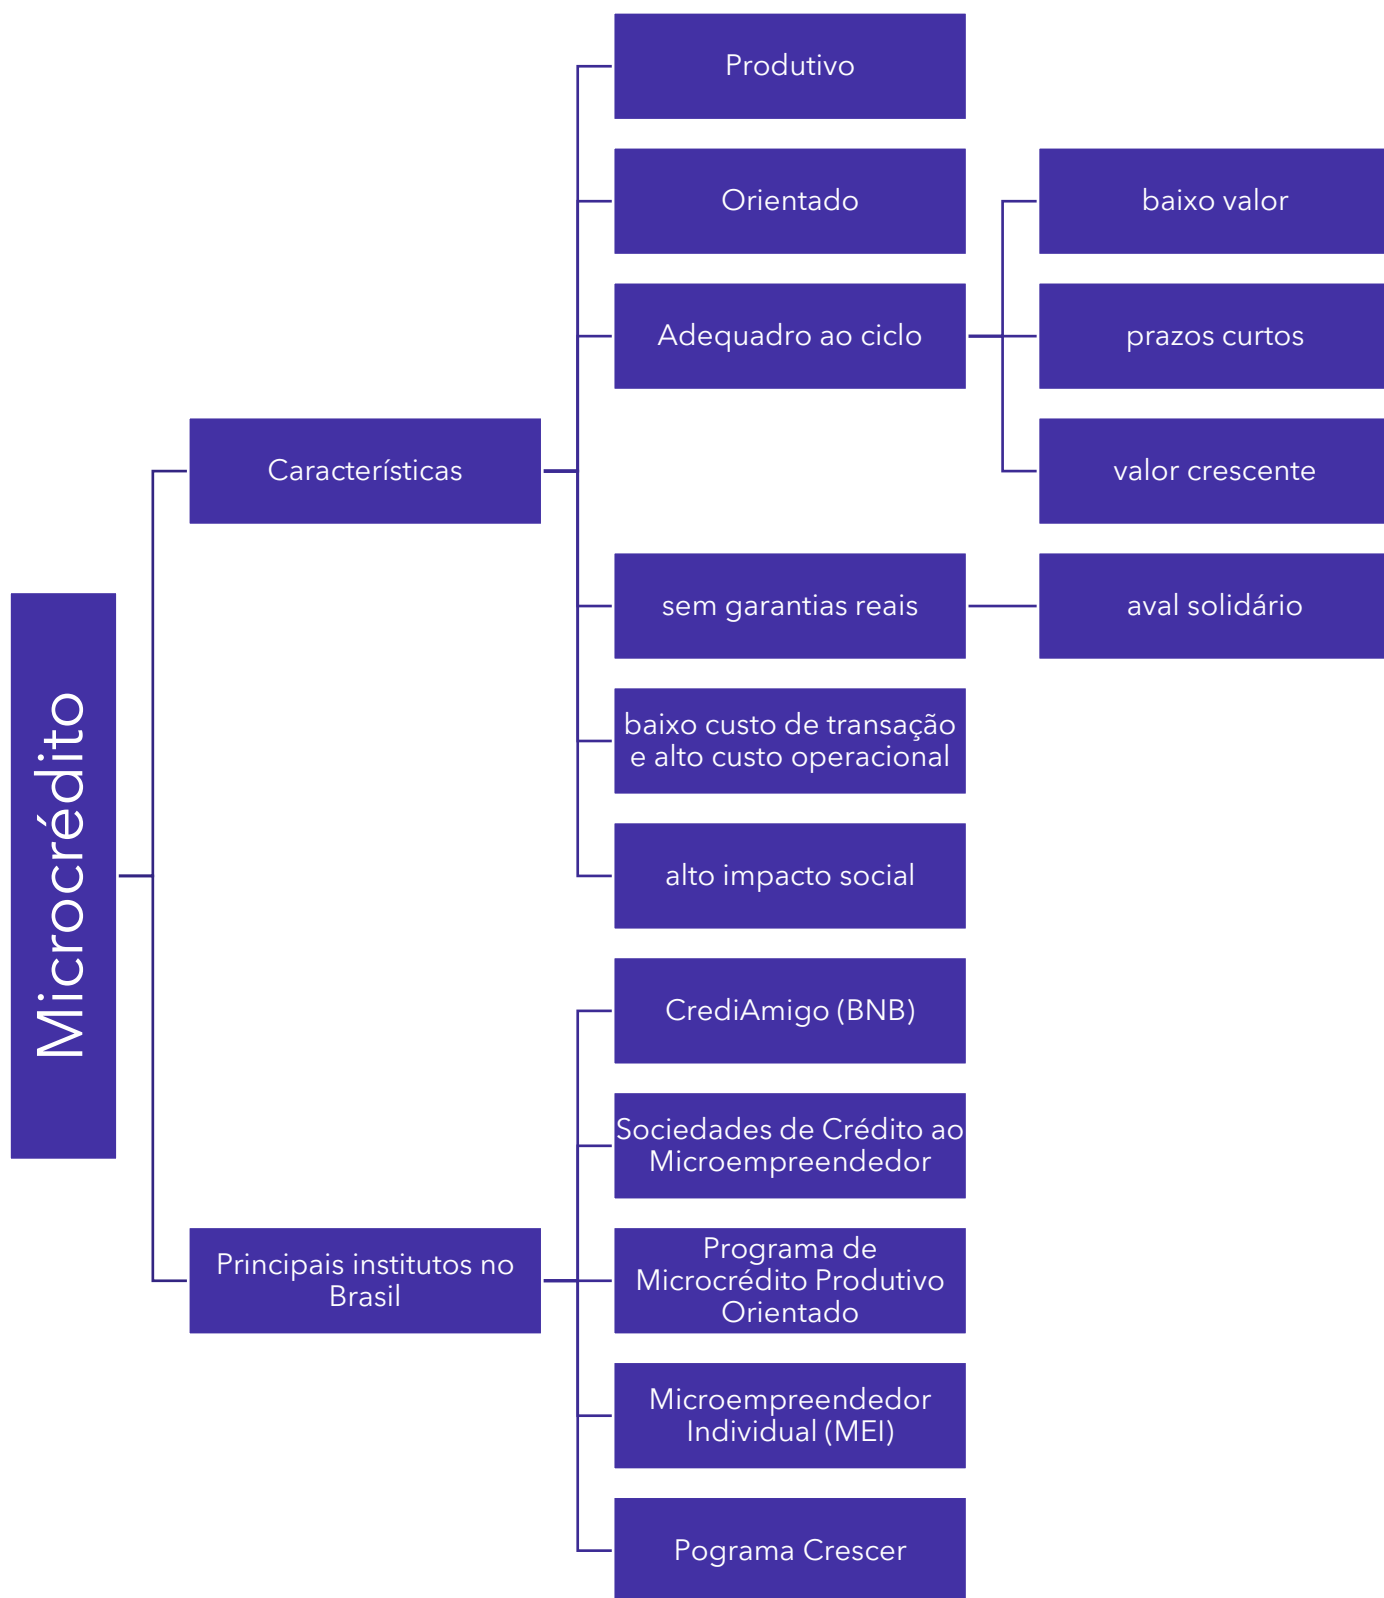 Microcrédito
Características
Produtivo
Orientado
Adequadro ao ciclo
baixo valor
prazos curtos
valor crescente
sem garantias reais
aval solidário
baixo custo de transação
e alto custo operacional
alto impacto social
Principais institutos no
Brasil
CrediAmigo (BNB)
Sociedades de Crédito ao
Microempreendedor
Programa de
Microcrédito Produtivo
Orientado
Microempreendedor
Individual (MEI)
Pograma Crescer